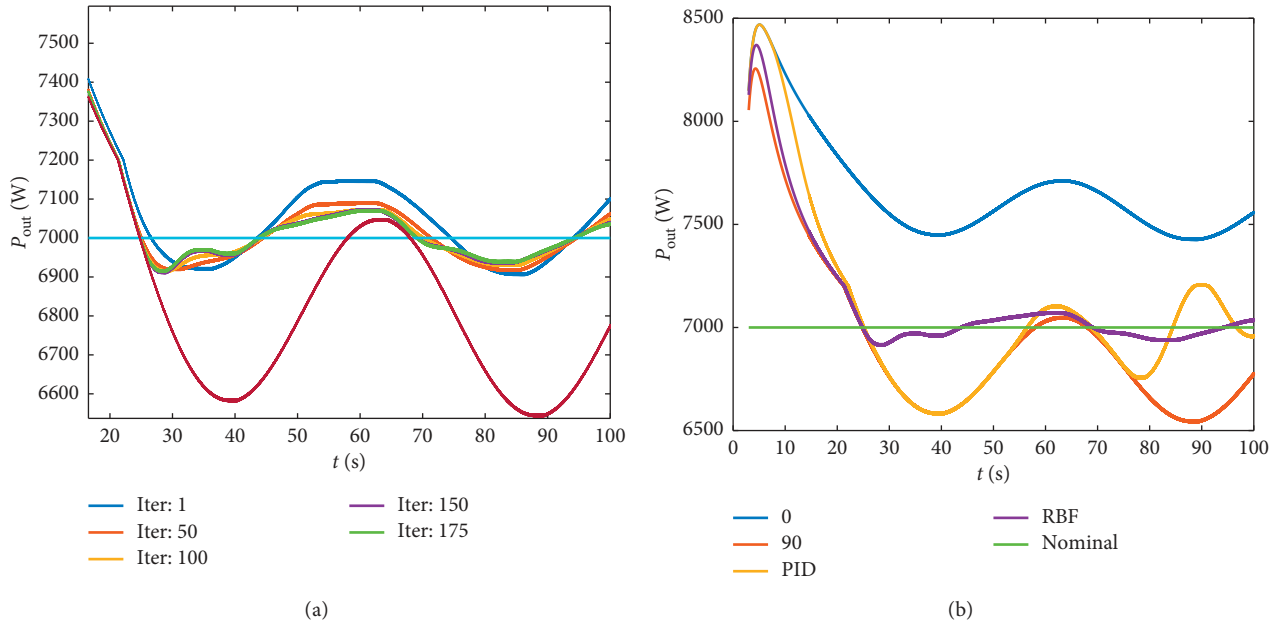 7500
7400
7300
7200
7100
7000
6900
6800
6700
6600
P_out (W)
20 30 40 50 60 70 80 90 100
t (s)
Iter: 1
Iter: 50
Iter: 100
Iter: 150
Iter: 175
(a)
8500
8000
7500
7000
6500
P_out (W)
0 10 20 30 40 50 60 70 80 90 100
t (s)
0
90
PID
RBF
Nominal
(b)